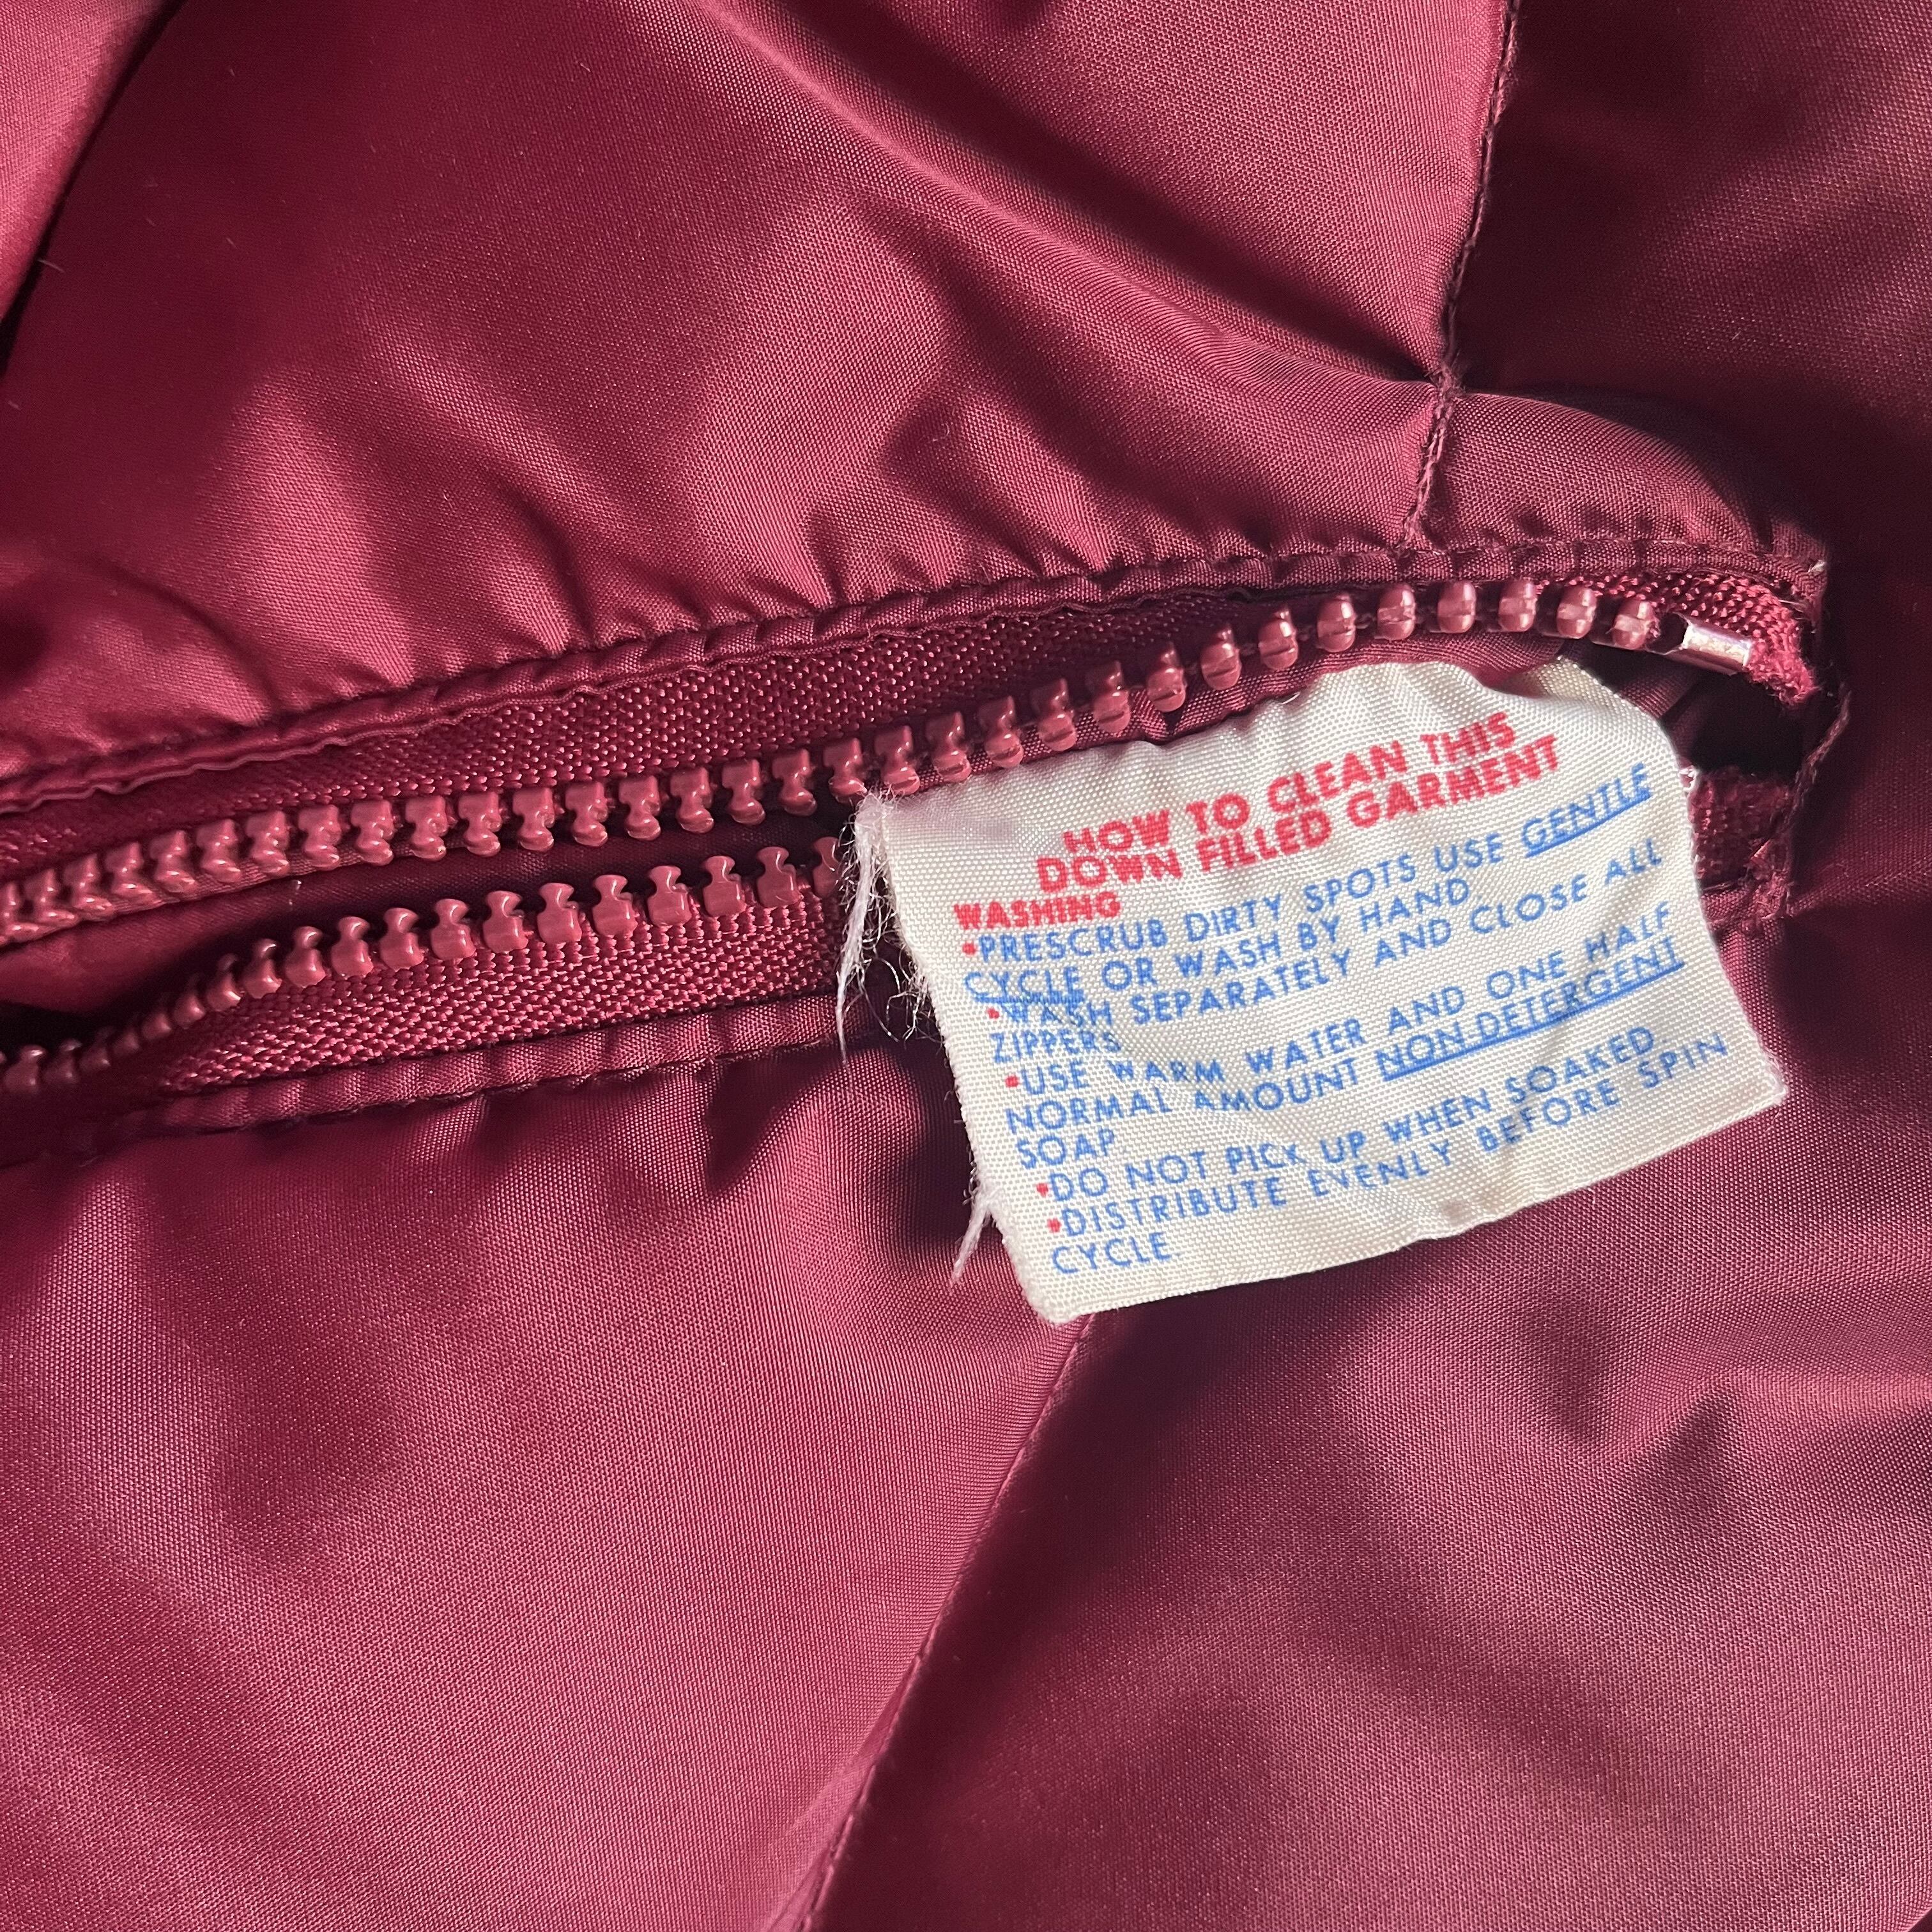 HOW TO CLEAN THIS
DOWN FILLED GARMENT
WASHING
•PRESCRUB DIRTY SPOTS USE GENTLE
CYCLE OR WASH BY HAND
•WASH SEPARATELY AND CLOSE ALL
ZIPPERS
•USE WARM WATER AND ONE HALF
NORMAL AMOUNT NON-DETERGENT
SOAP
•DO NOT PICK UP WHEN SOAKED
•DISTRIBUTE EVENLY BEFORE SPIN
CYCLE.